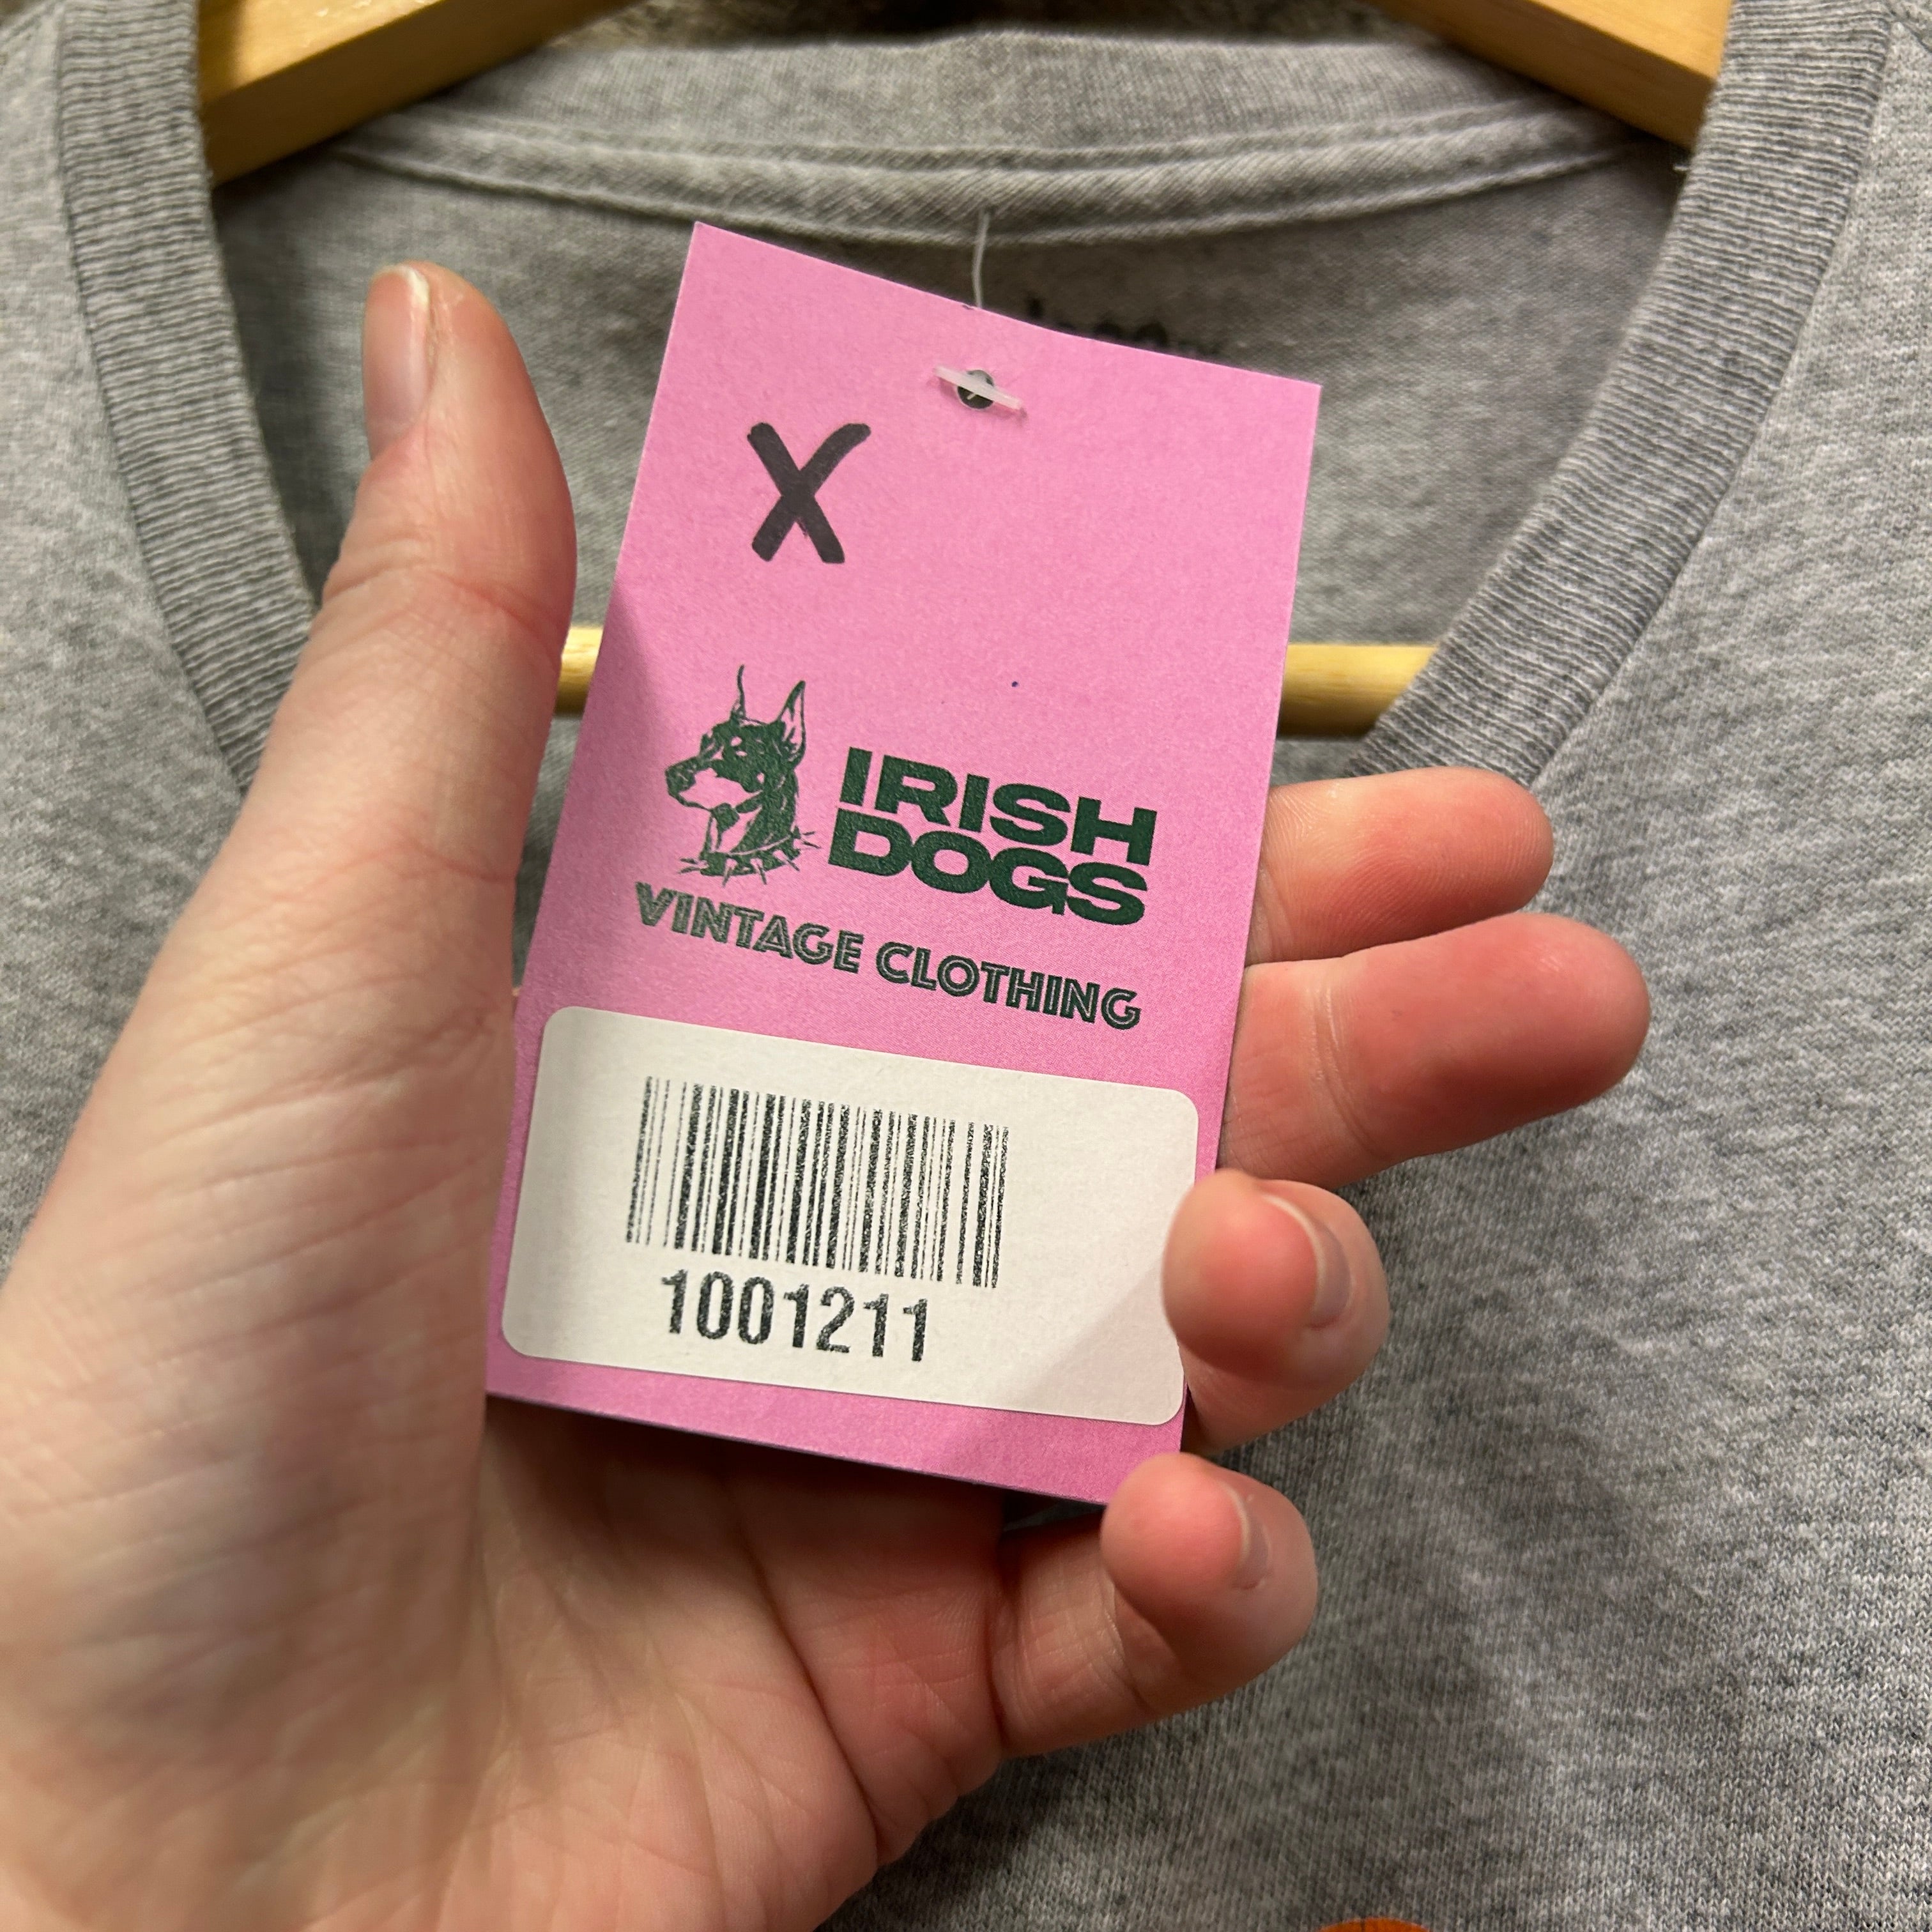 X
IRISH
DOGS
VINTAGE CLOTHING
1001211